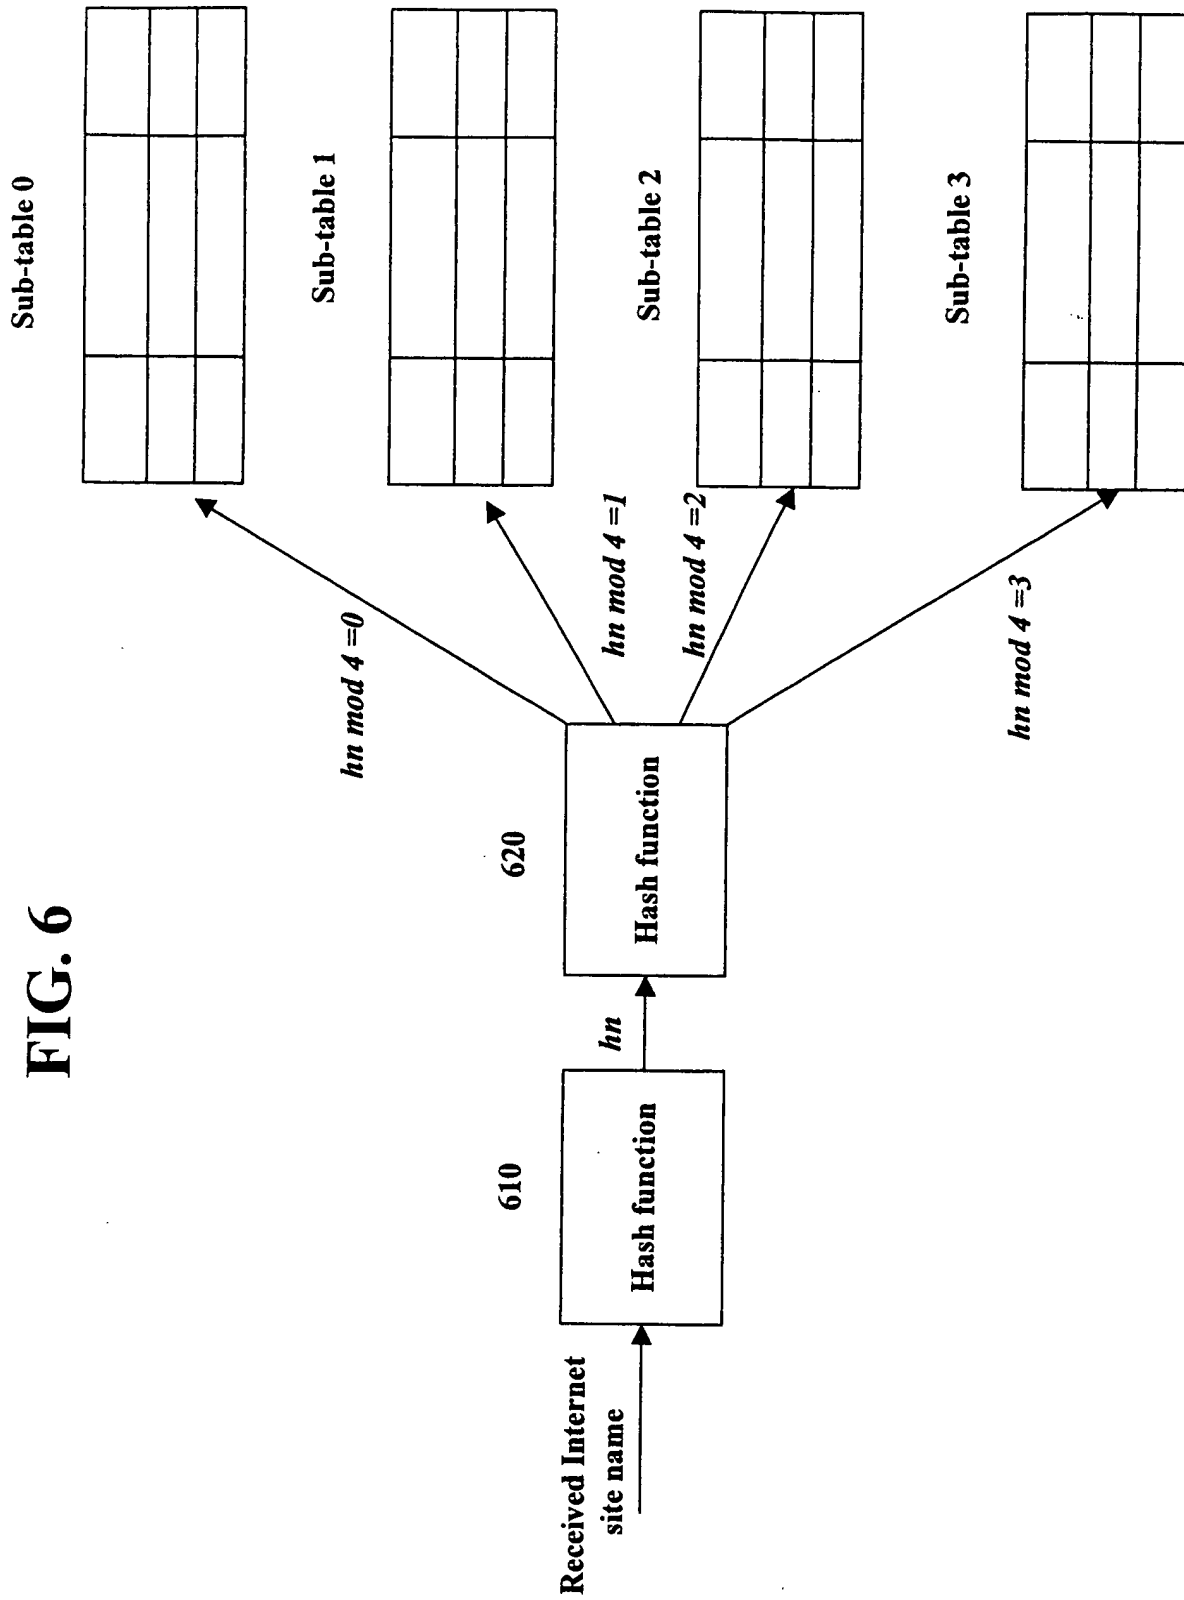 FIG. 6
Received Internet
site name
610
Hash function
hn
620
Hash function
hn mod 4 =0
hn mod 4 =1
hn mod 4 =2
hn mod 4 =3
Sub-table 0
Sub-table 1
Sub-table 2
Sub-table 3